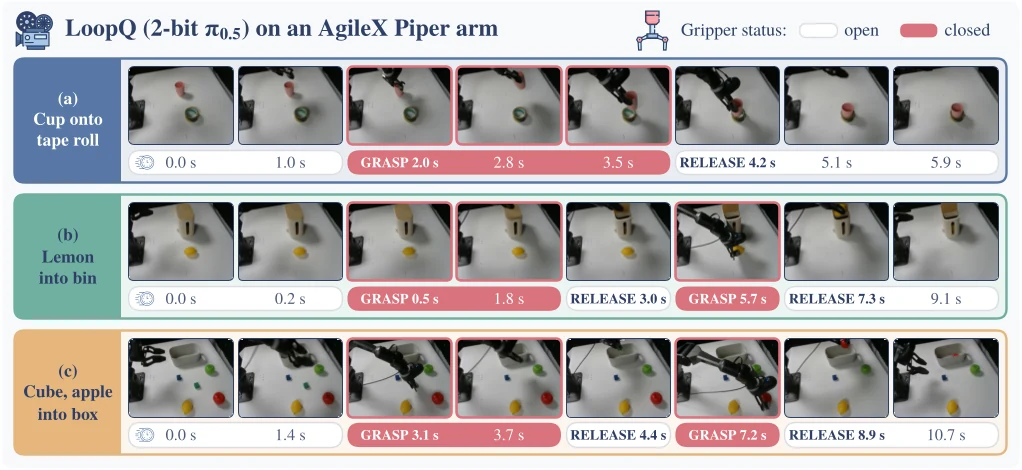 LoopQ (2-bit π0.5) on an AgileX Piper arm
Gripper status: open closed
(a)
Cup onto
tape roll
0.0 s 1.0 s GRASP 2.0 s 2.8 s 3.5 s RELEASE 4.2 s 5.1 s 5.9 s
(b)
Lemon
into bin
0.0 s 0.2 s GRASP 0.5 s 1.8 s RELEASE 3.0 s GRASP 5.7 s RELEASE 7.3 s 9.1 s
(c)
Cube, apple
into box
0.0 s 1.4 s GRASP 3.1 s 3.7 s RELEASE 4.4 s GRASP 7.2 s RELEASE 8.9 s 10.7 s